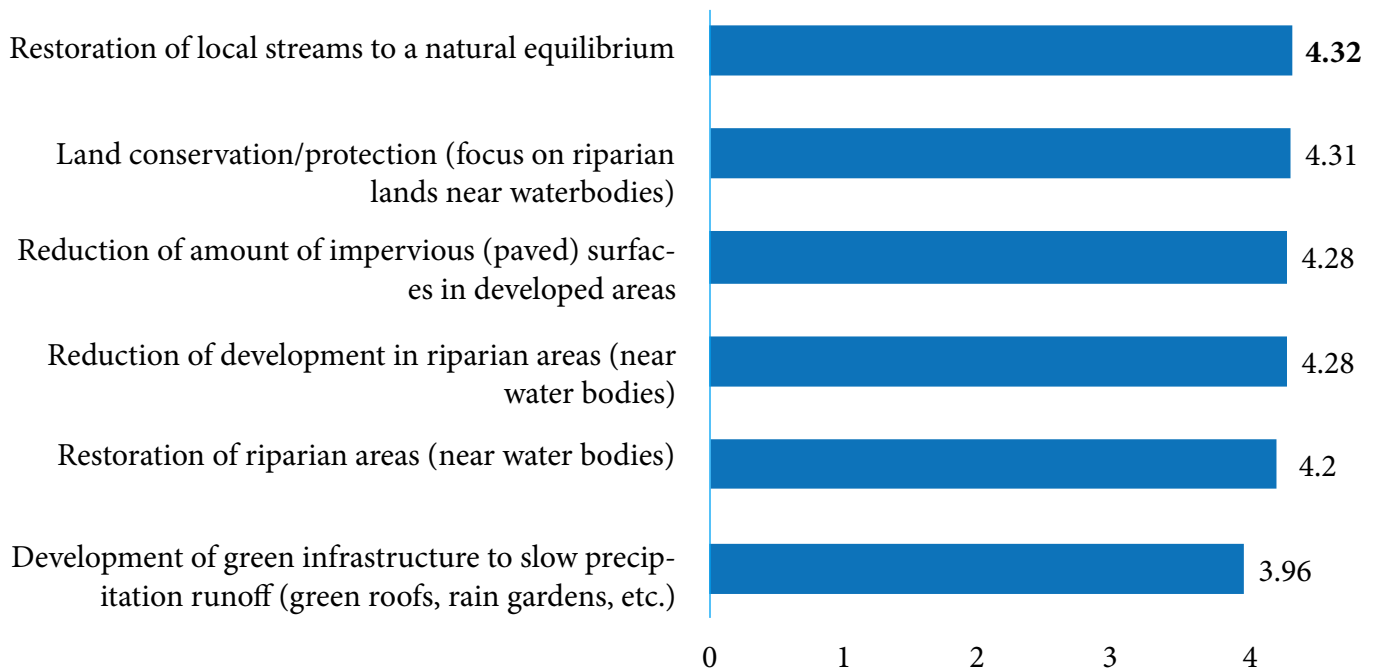 Restoration of local streams to a natural equilibrium
4.32
Land conservation/protection (focus on riparian
lands near waterbodies)
4.31
Reduction of amount of impervious (paved) surfac-
es in developed areas
4.28
Reduction of development in riparian areas (near
water bodies)
4.28
Restoration of riparian areas (near water bodies)
4.2
Development of green infrastructure to slow precip-
itation runoff (green roofs, rain gardens, etc.)
3.96
0 1 2 3 4